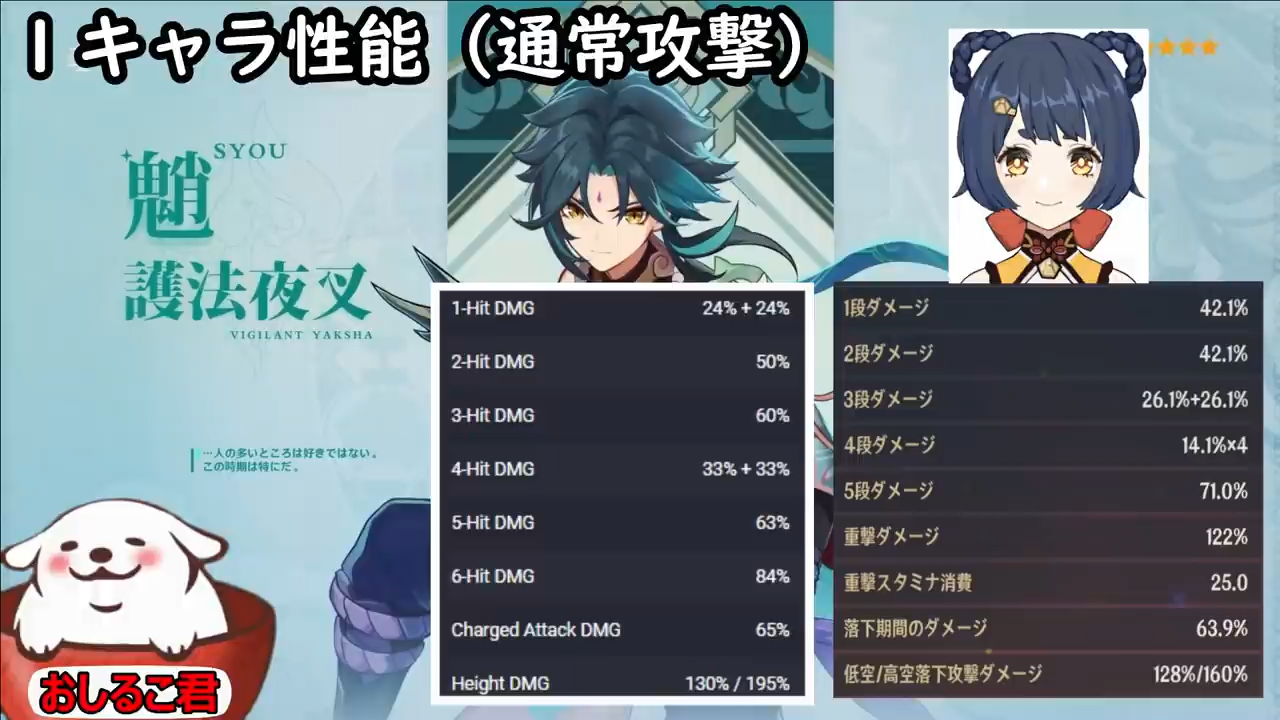 1 キャラ性能（通常攻撃）
SYOU
魈
護法夜叉
VIGILANT YAKSHA
…人の多いところは好きではない。
この時期は特にだ。
おしるこ君
1-Hit DMG 24% + 24%
2-Hit DMG 50%
3-Hit DMG 60%
4-Hit DMG 33% + 33%
5-Hit DMG 63%
6-Hit DMG 84%
Charged Attack DMG 65%
Height DMG 130% / 195%
1段ダメージ 42.1%
2段ダメージ 42.1%
3段ダメージ 26.1%+26.1%
4段ダメージ 14.1%×4
5段ダメージ 71.0%
重撃ダメージ 122%
重撃スタミナ消費 25.0
落下期間のダメージ 63.9%
低空/高空落下攻撃ダメージ 128%/160%